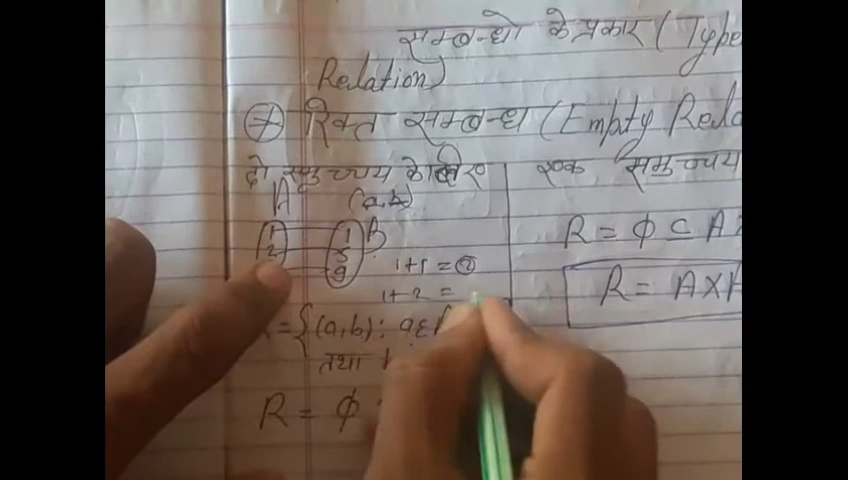 सम्बन्धो के प्रकार (Type
Relation)
रिक्त सम्बन्ध (Empty Rela
दो समुच्चय के लिए
A (a,b)
1 1 B
2 5
9
1+1 = 2
1+2 =
= {(a,b): a∈
तथा
R = ϕ
एक समुच्चय
R = ϕ ⊂ A
R = A×A